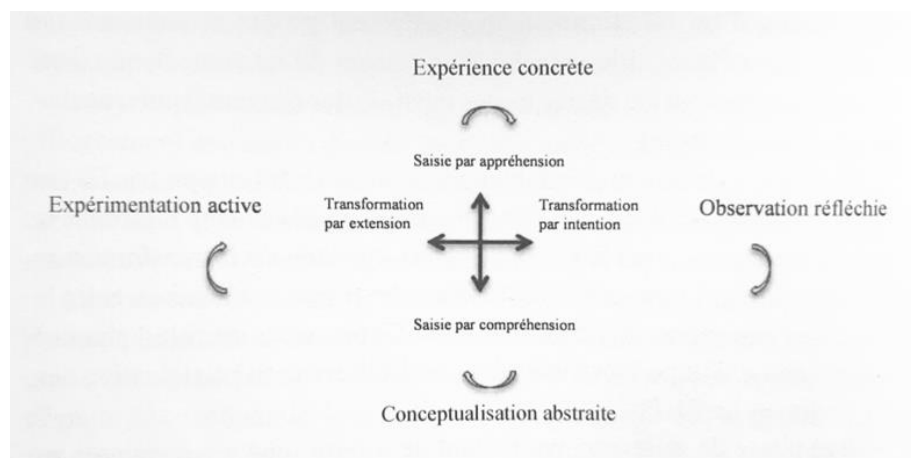 Expérience concrète
Saisie par appréhension
Expérimentation active
Transformation
par extension
Transformation
par intention
Observation réfléchie
Saisie par compréhension
Conceptualisation abstraite